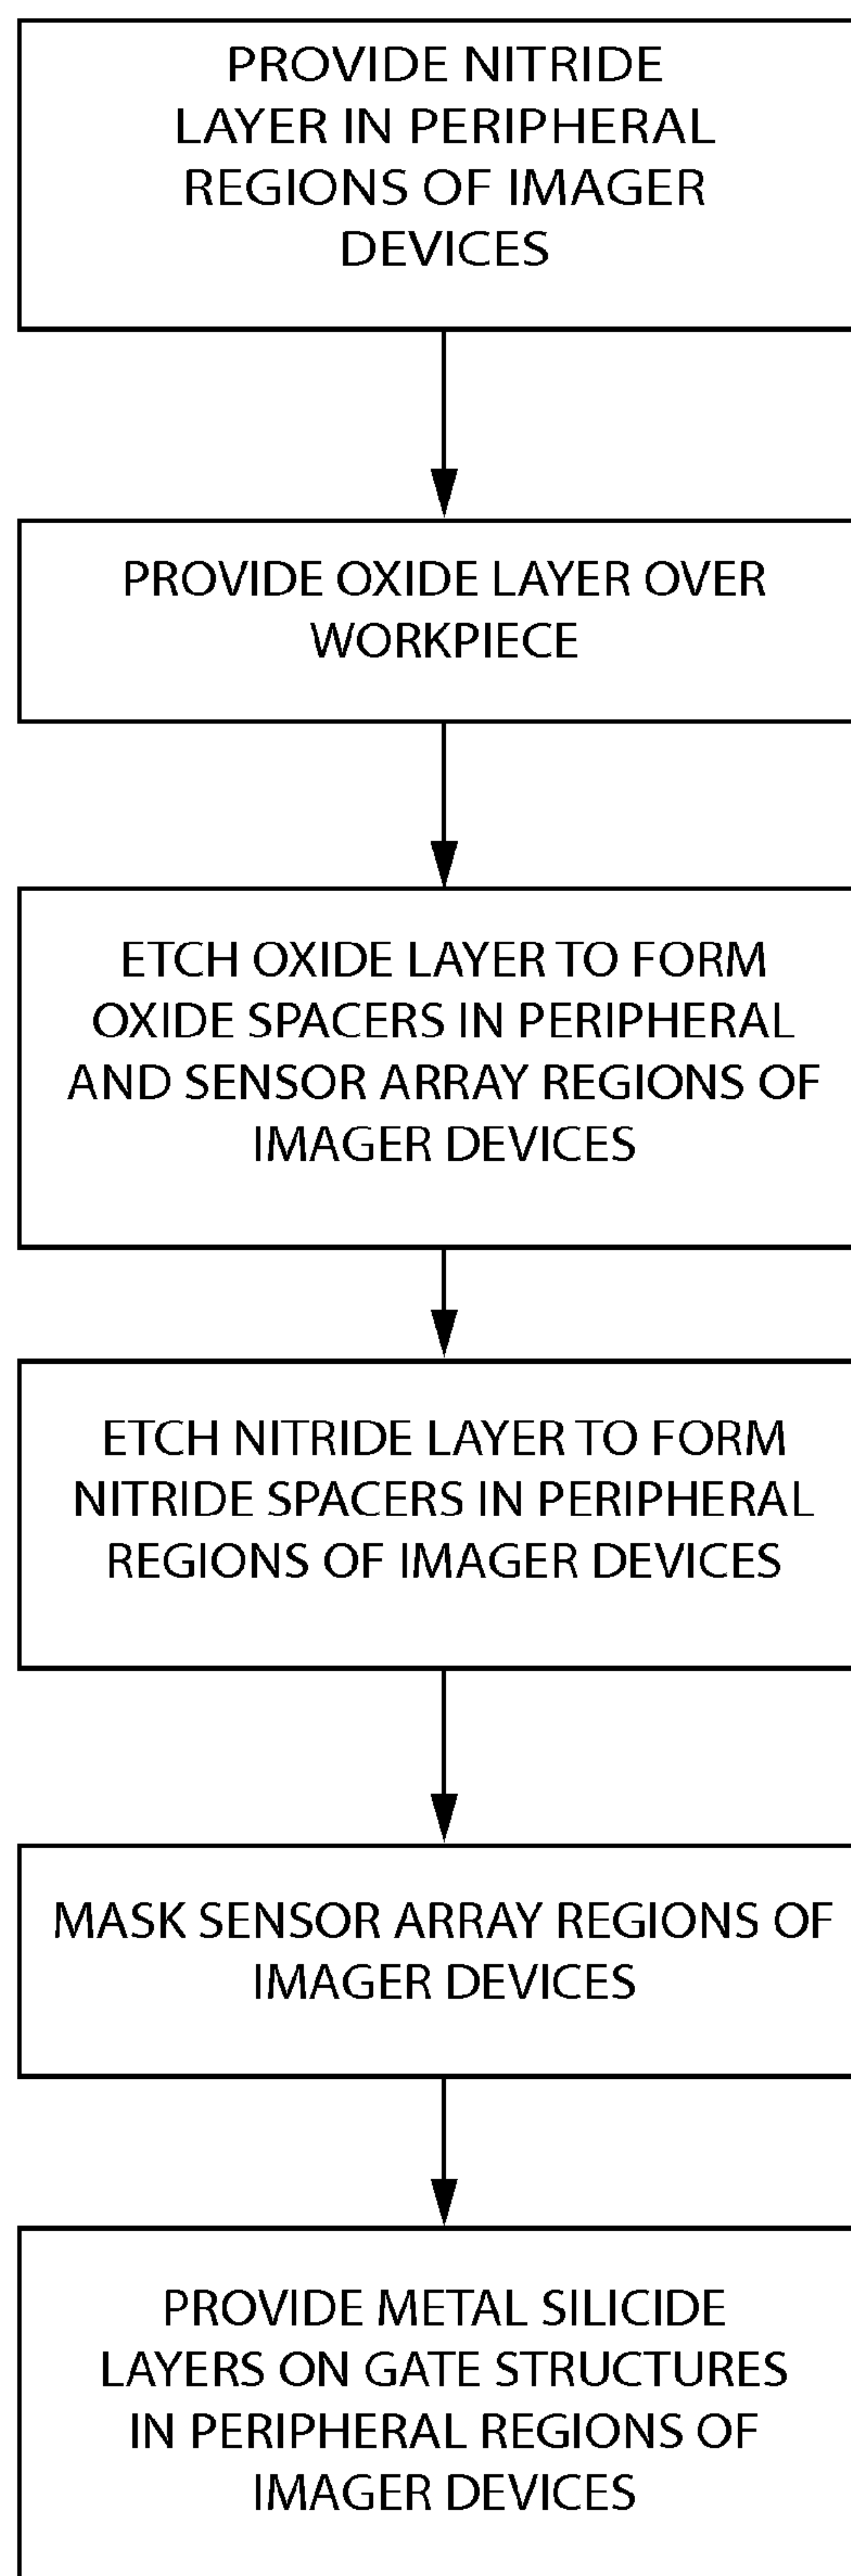 PROVIDE NITRIDE
LAYER IN PERIPHERAL
REGIONS OF IMAGER
DEVICES
PROVIDE OXIDE LAYER OVER
WORKPIECE
ETCH OXIDE LAYER TO FORM
OXIDE SPACERS IN PERIPHERAL
AND SENSOR ARRAY REGIONS OF
IMAGER DEVICES
ETCH NITRIDE LAYER TO FORM
NITRIDE SPACERS IN PERIPHERAL
REGIONS OF IMAGER DEVICES
MASK SENSOR ARRAY REGIONS OF
IMAGER DEVICES
PROVIDE METAL SILICIDE
LAYERS ON GATE STRUCTURES
IN PERIPHERAL REGIONS OF
IMAGER DEVICES